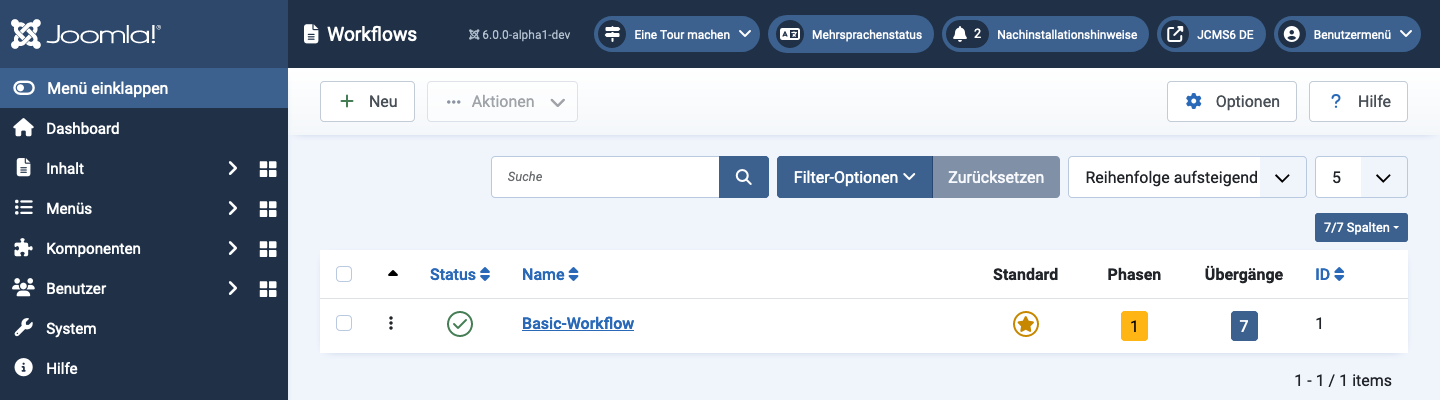 Joomla!®
Workflows
6.0.0-alpha1-dev
Eine Tour machen
Mehrsprachenstatus
2 Nachinstallationshinweise
JCMS6 DE
Benutzermenü
Menü einklappen
Dashboard
Inhalt
Menüs
Komponenten
Benutzer
System
Hilfe
Neu
Aktionen
Optionen
? Hilfe
Suche
Filter-Optionen
Zurücksetzen
Reihenfolge aufsteigend
5
7/7 Spalten
Status Name Standard Phasen Übergänge ID
Basic-Workflow 1 7 1
1 - 1 / 1 items